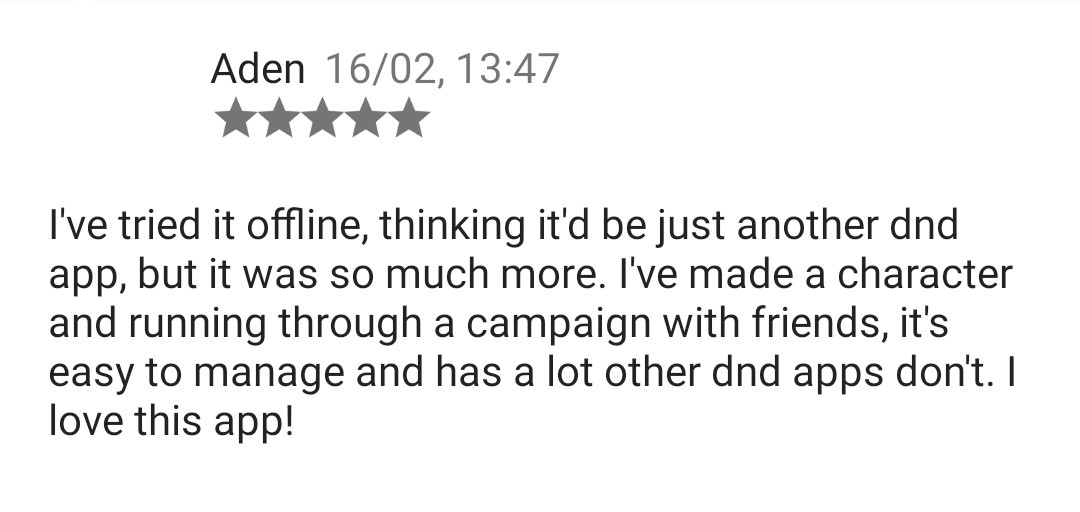 Aden 16/02, 13:47
I've tried it offline, thinking it'd be just another dnd
app, but it was so much more. I've made a character
and running through a campaign with friends, it's
easy to manage and has a lot other dnd apps don't. I
love this app!